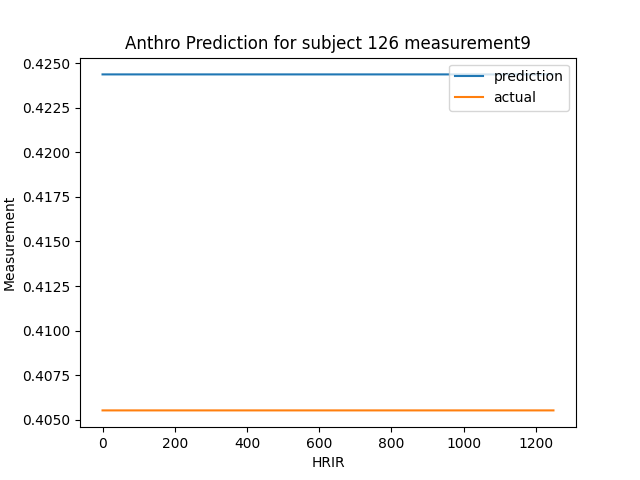 Anthro Prediction for subject 126 measurement9
0.4250
0.4225
0.4200
0.4175
0.4150
0.4125
0.4100
0.4075
0.4050
Measurement
prediction
actual
0 200 400 600 800 1000 1200
HRIR